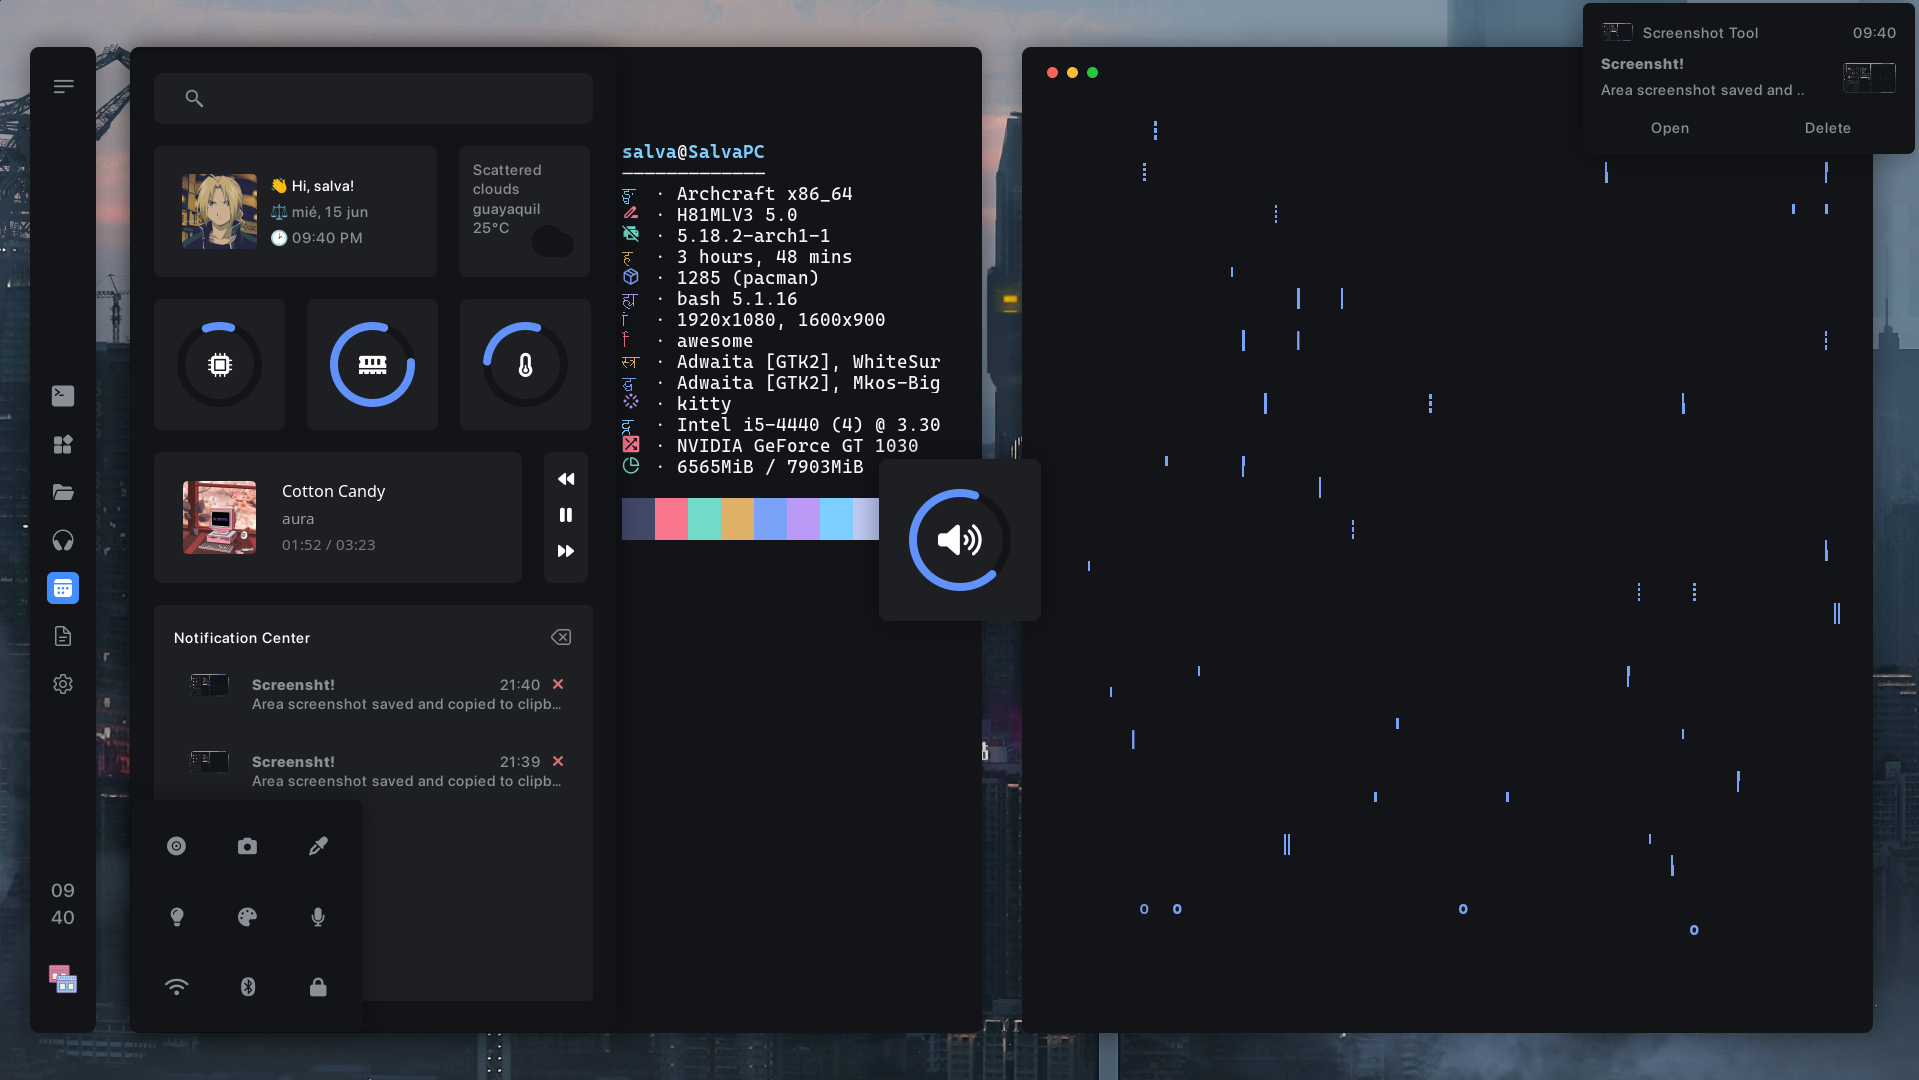 Screenshot Tool 09:40
Screensht!
Area screenshot saved and ..
Open Delete
👋 Hi, salva!
⚖️ mié, 15 jun
🕑 09:40 PM
Scattered
clouds
guayaquil
25°C
Cotton Candy
aura
01:52 / 03:23
Notification Center
Screensht! 21:40
Area screenshot saved and copied to clipb...
Screensht! 21:39
Area screenshot saved and copied to clipb...
09
40
salva@SalvaPC
─────────────
· Archcraft x86_64
· H81MLV3 5.0
· 5.18.2-arch1-1
· 3 hours, 48 mins
· 1285 (pacman)
· bash 5.1.16
· 1920x1080, 1600x900
· awesome
· Adwaita [GTK2], WhiteSur
· Adwaita [GTK2], Mkos-Big
· kitty
· Intel i5-4440 (4) @ 3.30
· NVIDIA GeForce GT 1030
· 6565MiB / 7903MiB
o o o
o